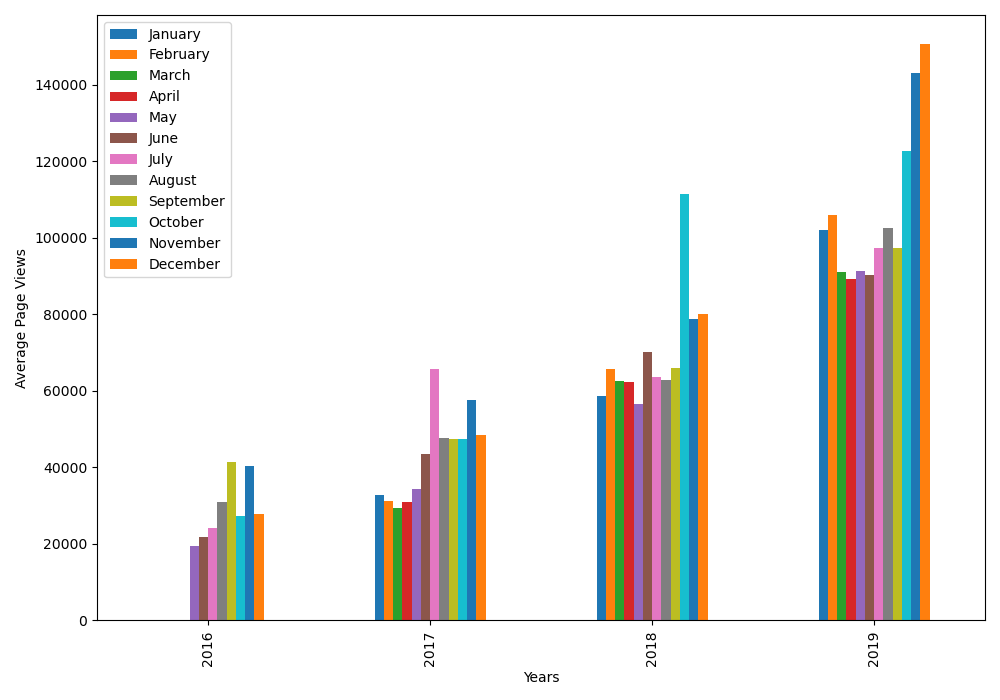 January
February
March
April
May
June
July
August
September
October
November
December
Average Page Views
140000
120000
100000
80000
60000
40000
20000
0
2016
2017
2018
2019
Years